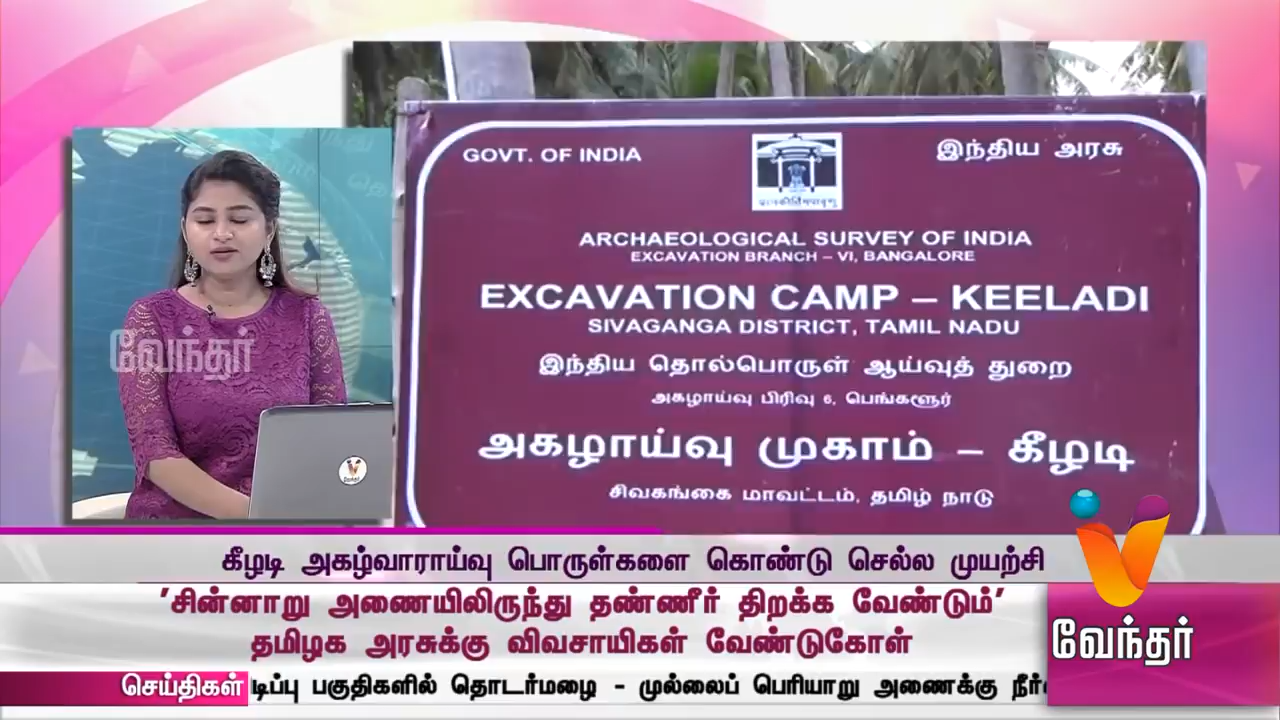 GOVT. OF INDIA
இந்திய அரசு
ARCHAEOLOGICAL SURVEY OF INDIA
EXCAVATION BRANCH – VI, BANGALORE
EXCAVATION CAMP – KEELADI
SIVAGANGA DISTRICT, TAMIL NADU
இந்திய தொல்பொருள் ஆய்வுத் துறை
அகழாய்வு பிரிவு 6, பெங்களூர்
அகழாய்வு முகாம் – கீழடி
சிவகங்கை மாவட்டம், தமிழ் நாடு
வேந்தர்
வேந்தர்
கீழடி அகழ்வாராய்வு பொருள்களை கொண்டு செல்ல முயற்சி
'சின்னாறு அணையிலிருந்து தண்ணீர் திறக்க வேண்டும்'
தமிழக அரசுக்கு விவசாயிகள் வேண்டுகோள்
வேந்தர்
செய்திகள் டிப்பு பகுதிகளில் தொடர்மழை - முல்லைப் பெரியாறு அணைக்கு